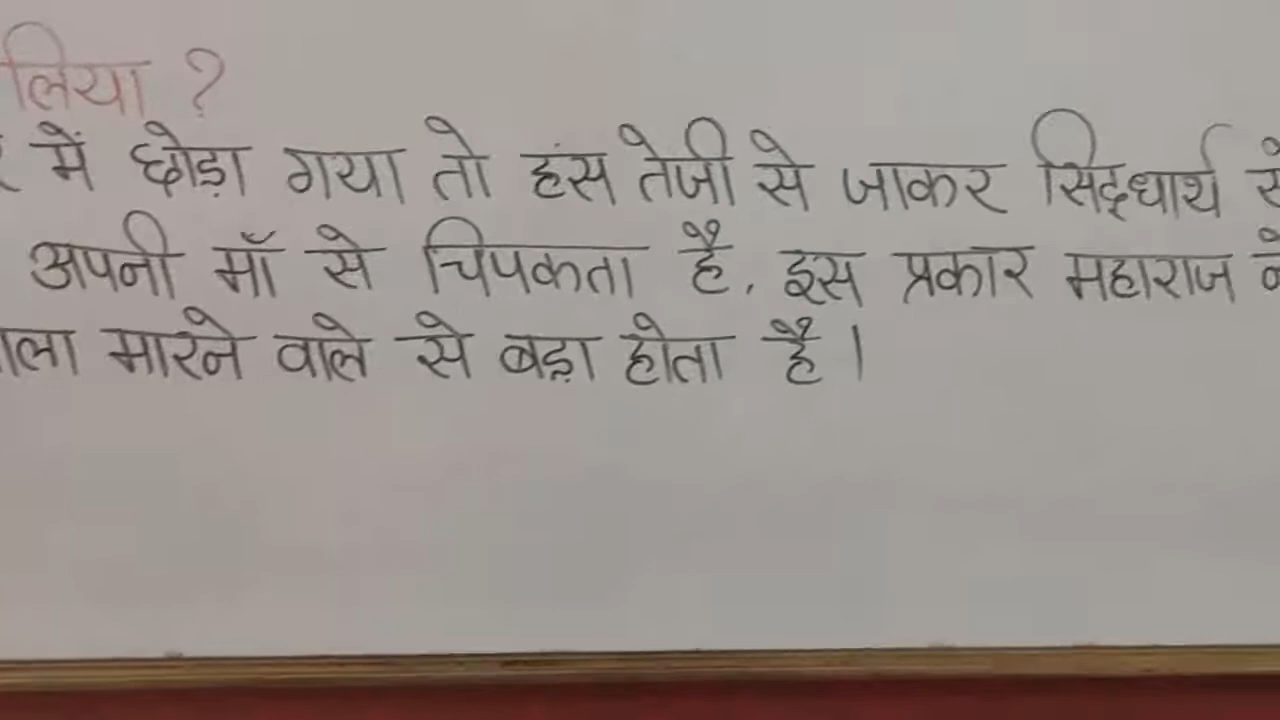 लिया ?
में छोड़ा गया तो हंस तेजी से जाकर सिद्धार्थ
अपनी माँ से चिपकता है, इस प्रकार महाराज
ला मारने वाले से बड़ा होता है।